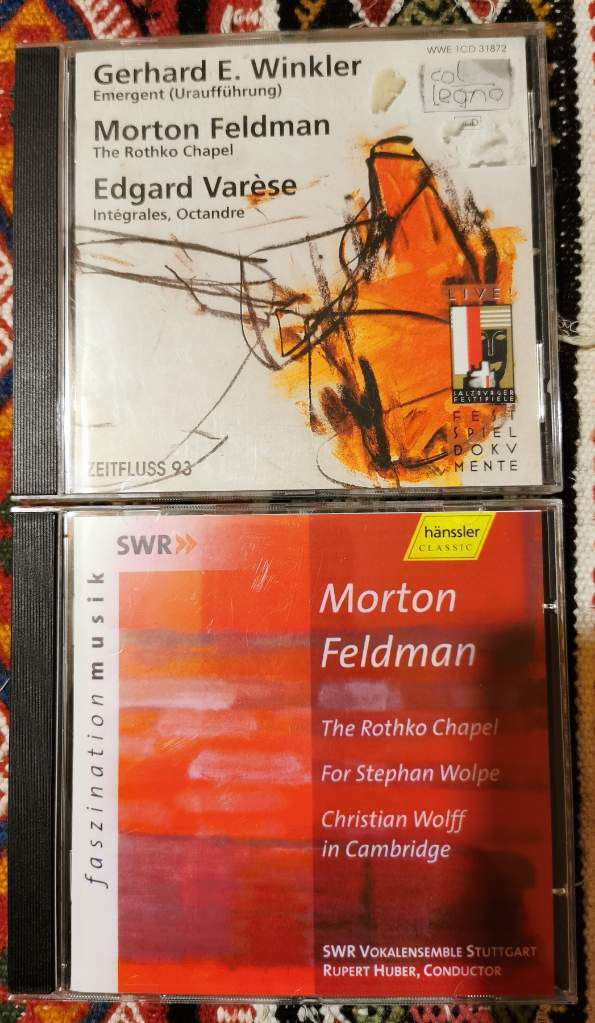 WWE 1CD 31872
col
legno
Gerhard E. Winkler
Emergent (Uraufführung)
Morton Feldman
The Rothko Chapel
Edgard Varèse
Intégrales, Octandre
LIVE!
SALZBURGER
FESTSPIELE
FEST
SPIEL
DOKU
MENTE
ZEITFLUSS 93
SWR
hänssler
CLASSIC
faszination musik
Morton
Feldman
The Rothko Chapel
For Stephan Wolpe
Christian Wolff
in Cambridge
SWR VOKALENSEMBLE STUTTGART
RUPERT HUBER, CONDUCTOR